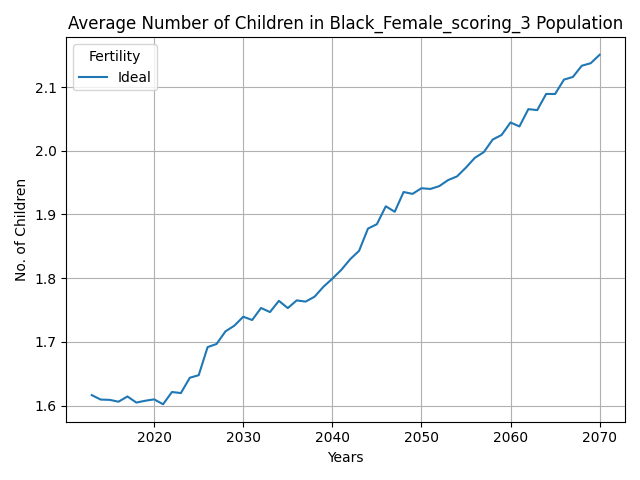 Average Number of Children in Black_Female_scoring_3 Population
Fertility
Ideal
No. of Children
2.1
2.0
1.9
1.8
1.7
1.6
2020 2030 2040 2050 2060 2070
Years